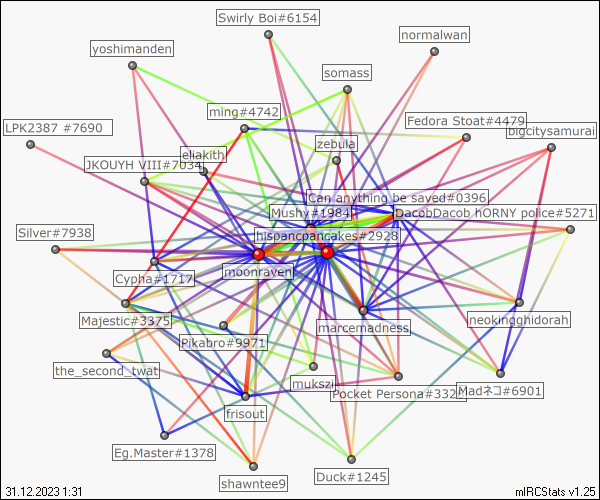 Swirly Boi#6154
normalwan
yoshimanden
somass
ming#4742
Fedora Stoat#4479
LPK2387 #7690
bigcitysamurai
zebula
eliakith
JKOUYH VIII#7034
Can anything be saved#0396
Mushy#1984
DacobDacob HORNY police#5271
Silver#7938
hispancpancakes#2928
moonraven
Cypha#1717
Majestic#3375
marcemadness
neokingghidorah
Pikabro#9971
the_second_twat
mukszi
Pocket Persona#332
Madネコ#6901
frisout
Eg.Master#1378
Duck#1245
shawntee9
31.12.2023 1:31
mIRCStats v1.25